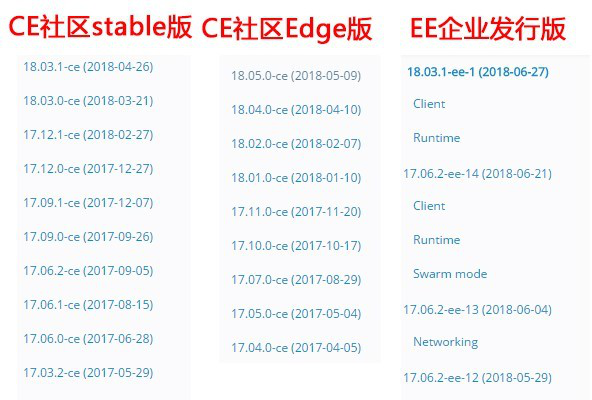 CE社区stable版
18.03.1-ce (2018-04-26)
18.03.0-ce (2018-03-21)
17.12.1-ce (2018-02-27)
17.12.0-ce (2017-12-27)
17.09.1-ce (2017-12-07)
17.09.0-ce (2017-09-26)
17.06.2-ce (2017-09-05)
17.06.1-ce (2017-08-15)
17.06.0-ce (2017-06-28)
17.03.2-ce (2017-05-29)
CE社区Edge版
18.05.0-ce (2018-05-09)
18.04.0-ce (2018-04-10)
18.02.0-ce (2018-02-07)
18.01.0-ce (2018-01-10)
17.11.0-ce (2017-11-20)
17.10.0-ce (2017-10-17)
17.07.0-ce (2017-08-29)
17.05.0-ce (2017-05-04)
17.04.0-ce (2017-04-05)
EE企业发行版
18.03.1-ee-1 (2018-06-27)
Client
Runtime
17.06.2-ee-14 (2018-06-21)
Client
Runtime
Swarm mode
17.06.2-ee-13 (2018-06-04)
Networking
17.06.2-ee-12 (2018-05-29)